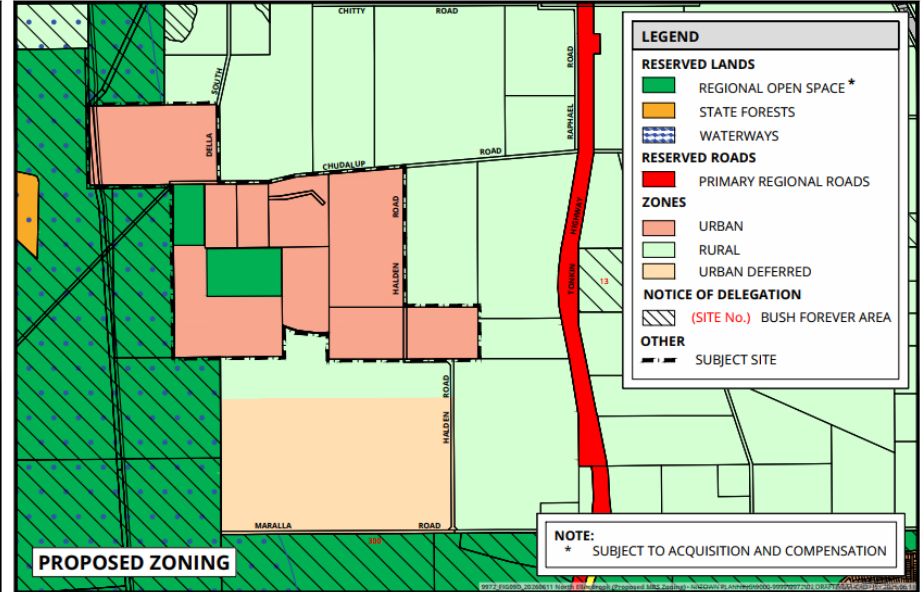 CHITTY ROAD
SOUTH
DELLA
ROAD
RAPHAEL
CHUDALUP ROAD
ROAD
HALDEN
HIGHWAY
TONKIN
13
ROAD
HALDEN
MARALLA ROAD
300
PROPOSED ZONING
LEGEND
RESERVED LANDS
REGIONAL OPEN SPACE *
STATE FORESTS
WATERWAYS
RESERVED ROADS
PRIMARY REGIONAL ROADS
ZONES
URBAN
RURAL
URBAN DEFERRED
NOTICE OF DELEGATION
(SITE No.) BUSH FOREVER AREA
OTHER
SUBJECT SITE
NOTE:
* SUBJECT TO ACQUISITION AND COMPENSATION